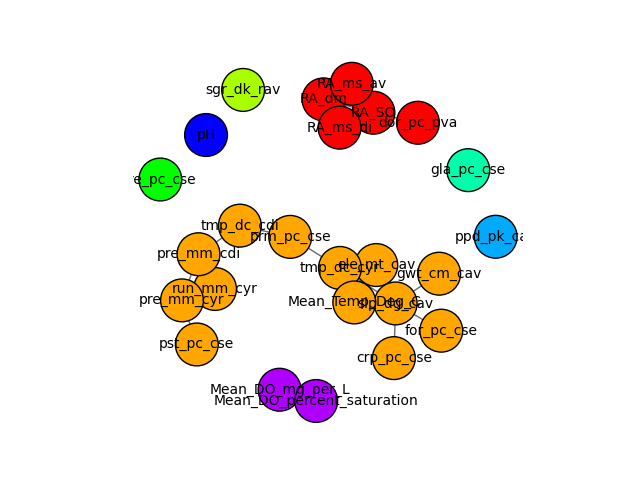 RA_ms_av
sgr_dk_rav
RA_dm
RA_SO
dor_pc_pva
RA_ms_di
pH
gla_pc_cse
e_pc_cse
tmp_dc_cdi
prm_pc_cse
ppd_pk_ca
pre_mm_cdi
ele_mt_cav
tmp_dc_cyr
gwt_cm_cav
run_mm_cyr
pre_mm_cyr
Mean_Temp_Deg_C
slp_dg_cav
for_pc_cse
pst_pc_cse
crp_pc_cse
Mean_DO_mg_per_L
Mean_DO_percent_saturation